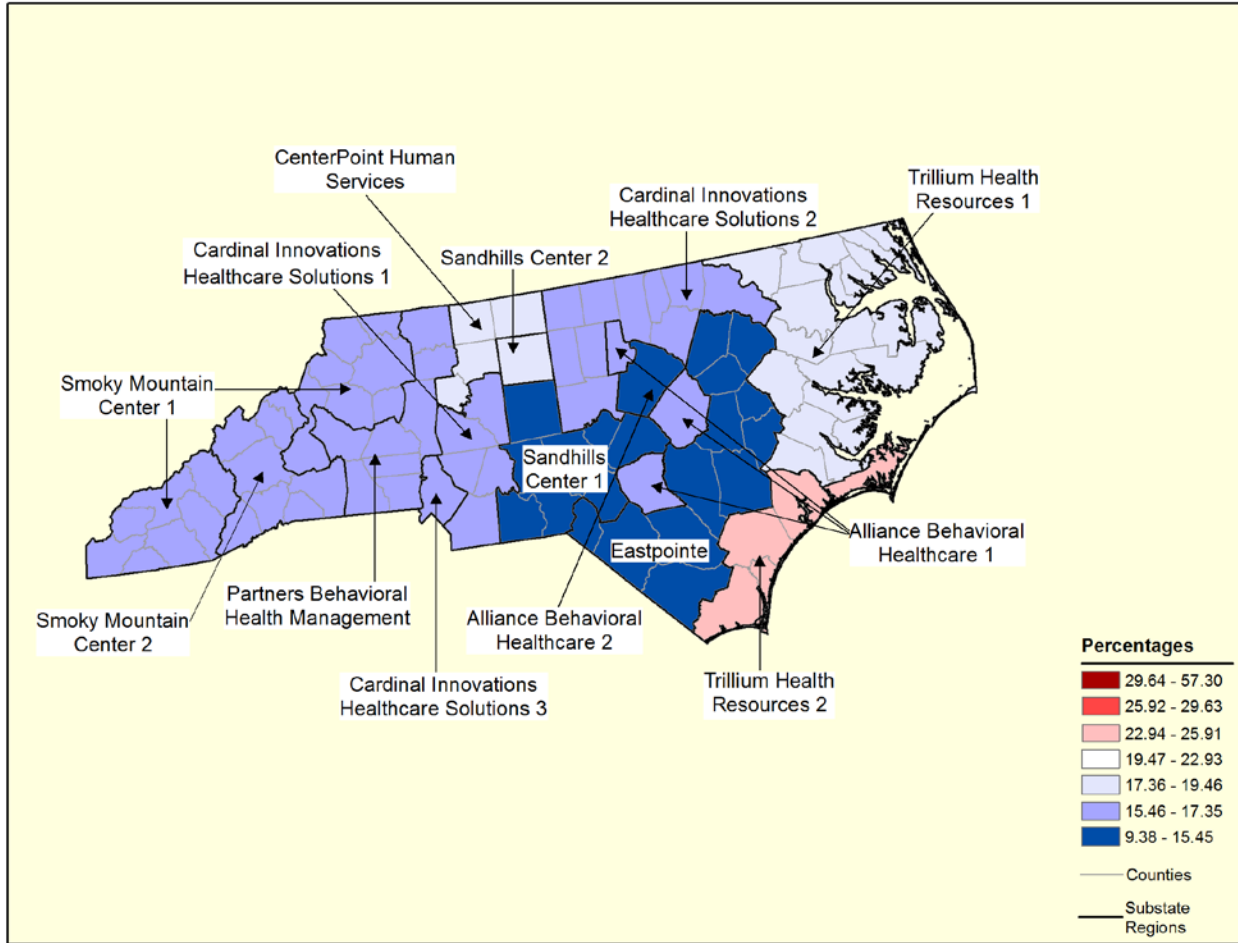 CenterPoint Human
Services
Trillium Health
Resources 1
Cardinal Innovations
Healthcare Solutions 2
Cardinal Innovations
Healthcare Solutions 1
Sandhills Center 2
Smoky Mountain
Center 1
Sandhills
Center 1
Eastpointe
Alliance Behavioral
Healthcare 1
Partners Behavioral
Health Management
Smoky Mountain
Center 2
Alliance Behavioral
Healthcare 2
Cardinal Innovations
Healthcare Solutions 3
Trillium Health
Resources 2
Percentages
29.64 - 57.30
25.92 - 29.63
22.94 - 25.91
19.47 - 22.93
17.36 - 19.46
15.46 - 17.35
9.38 - 15.45
Counties
Substate
Regions